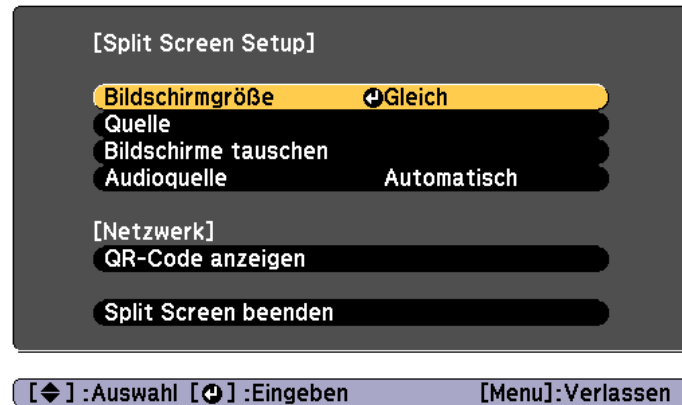 [Split Screen Setup]
Bildschirmgröße Gleich
Quelle
Bildschirme tauschen
Audioquelle Automatisch
[Netzwerk]
QR-Code anzeigen
Split Screen beenden
[◆] :Auswahl [⏎] :Eingeben [Menu]:Verlassen